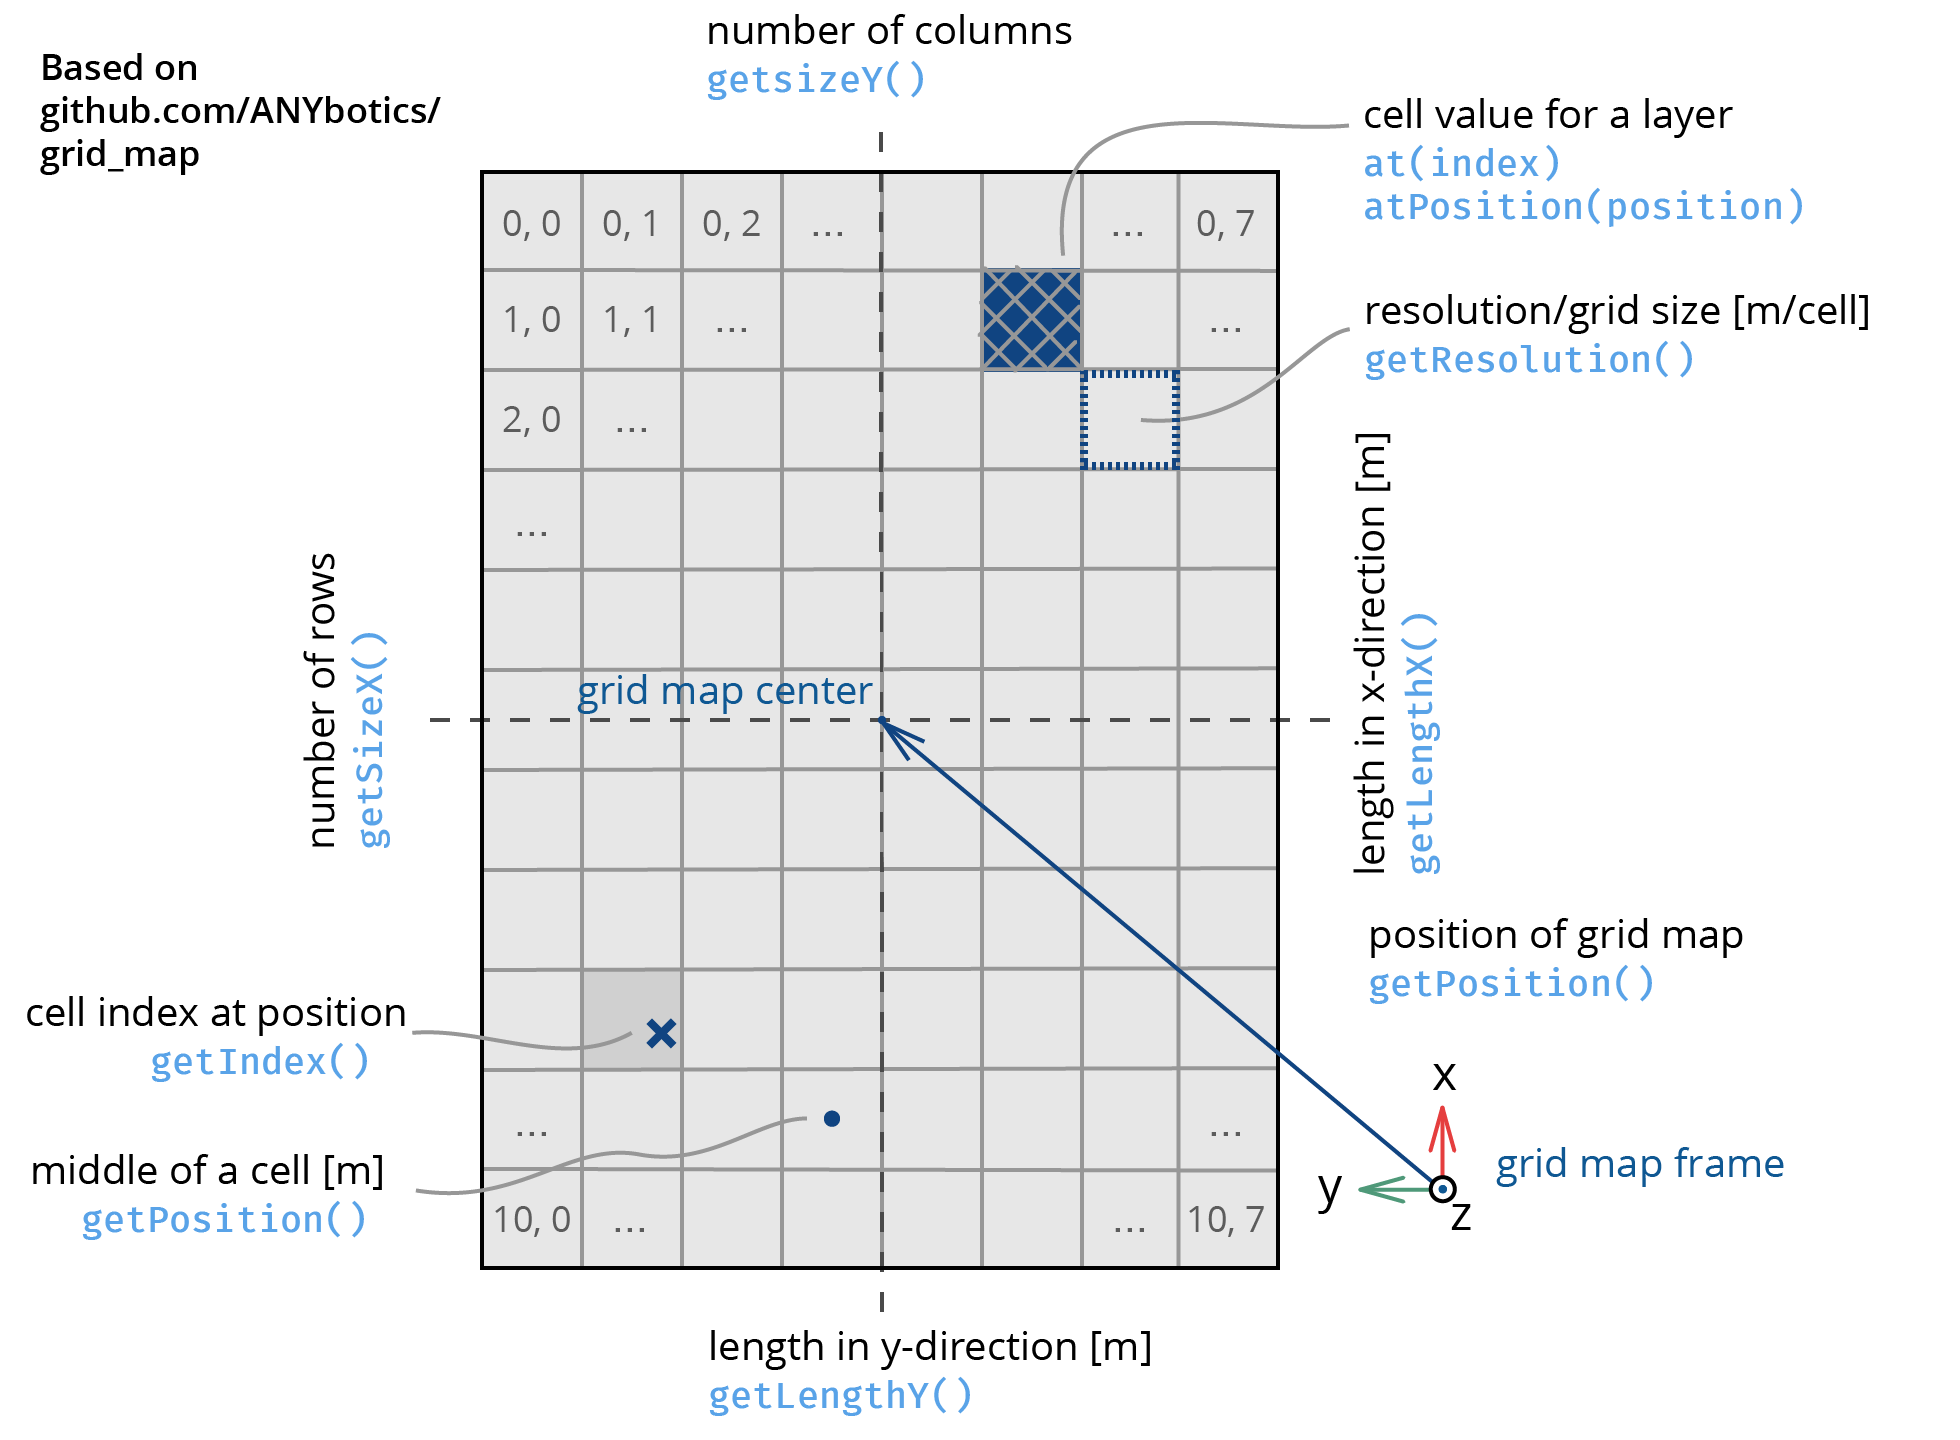 Based on
github.com/ANYbotics/
grid_map
number of columns
getsizeY()
cell value for a layer
at(index)
atPosition(position)
0, 0 0, 1 0, 2 ... ... 0, 7
1, 0 1, 1 ... ...
resolution/grid size [m/cell]
getResolution()
2, 0 ...
...
number of rows
getSizeX()
grid map center
length in x-direction [m]
getLengthX()
position of grid map
getPosition()
cell index at position
getIndex()
... ...
middle of a cell [m]
getPosition()
x
y
z
grid map frame
10, 0 ... ... 10, 7
length in y-direction [m]
getLengthY()